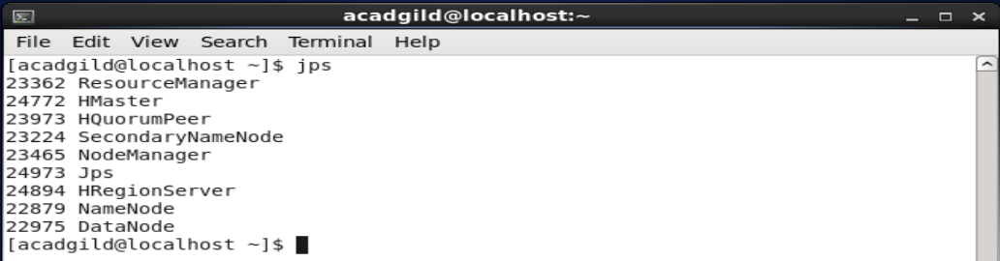 acadgild@localhost:~
File Edit View Search Terminal Help
[acadgild@localhost ~]$ jps
23362 ResourceManager
24772 HMaster
23973 HQuorumPeer
23224 SecondaryNameNode
23465 NodeManager
24973 Jps
24894 HRegionServer
22879 NameNode
22975 DataNode
[acadgild@localhost ~]$